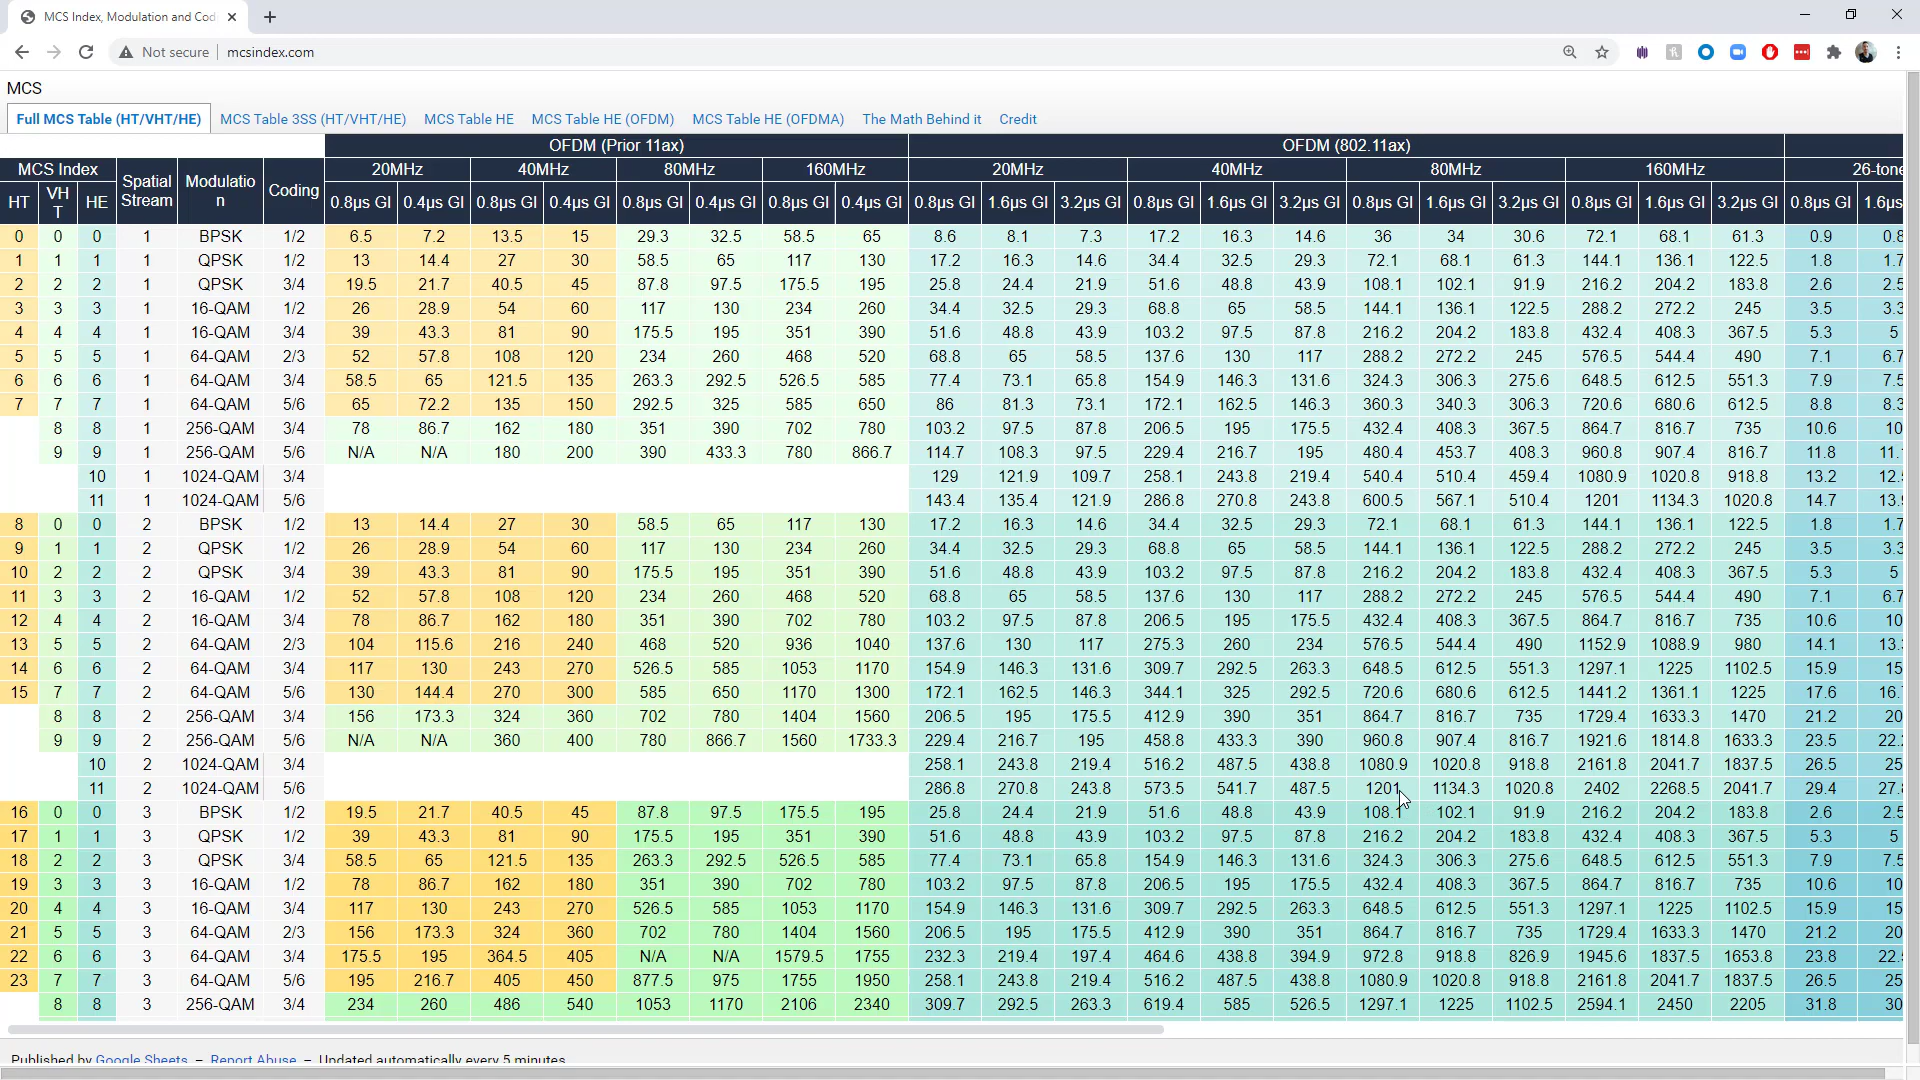 MCS Index, Modulation and Cod
Not secure mcsindex.com
MCS
Full MCS Table (HT/VHT/HE) MCS Table 3SS (HT/VHT/HE) MCS Table HE MCS Table HE (OFDM) MCS Table HE (OFDMA) The Math Behind it Credit
OFDM (Prior 11ax) OFDM (802.11ax)
MCS Index Spatial Stream Modulation Coding 20MHz 40MHz 80MHz 160MHz 20MHz 40MHz 80MHz 160MHz 26-tone
HT VHT HE 0.8µs GI 0.4µs GI 0.8µs GI 0.4µs GI 0.8µs GI 0.4µs GI 0.8µs GI 0.4µs GI 0.8µs GI 1.6µs GI 3.2µs GI 0.8µs GI 1.6µs GI 3.2µs GI 0.8µs GI 1.6µs GI 3.2µs GI 0.8µs GI 1.6µs GI 3.2µs GI 0.8µs GI 1.6µs
0 0 0 1 BPSK 1/2 6.5 7.2 13.5 15 29.3 32.5 58.5 65 8.6 8.1 7.3 17.2 16.3 14.6 36 34 30.6 72.1 68.1 61.3 0.9 0.8
1 1 1 1 QPSK 1/2 13 14.4 27 30 58.5 65 117 130 17.2 16.3 14.6 34.4 32.5 29.3 72.1 68.1 61.3 144.1 136.1 122.5 1.8 1.7
2 2 2 1 QPSK 3/4 19.5 21.7 40.5 45 87.8 97.5 175.5 195 25.8 24.4 21.9 51.6 48.8 43.9 108.1 102.1 91.9 216.2 204.2 183.8 2.6 2.5
3 3 3 1 16-QAM 1/2 26 28.9 54 60 117 130 234 260 34.4 32.5 29.3 68.8 65 58.5 144.1 136.1 122.5 288.2 272.2 245 3.5 3.3
4 4 4 1 16-QAM 3/4 39 43.3 81 90 175.5 195 351 390 51.6 48.8 43.9 103.2 97.5 87.8 216.2 204.2 183.8 432.4 408.3 367.5 5.3 5
5 5 5 1 64-QAM 2/3 52 57.8 108 120 234 260 468 520 68.8 65 58.5 137.6 130 117 288.2 272.2 245 576.5 544.4 490 7.1 6.7
6 6 6 1 64-QAM 3/4 58.5 65 121.5 135 263.3 292.5 526.5 585 77.4 73.1 65.8 154.9 146.3 131.6 324.3 306.3 275.6 648.5 612.5 551.3 7.9 7.5
7 7 7 1 64-QAM 5/6 65 72.2 135 150 292.5 325 585 650 86 81.3 73.1 172.1 162.5 146.3 360.3 340.3 306.3 720.6 680.6 612.5 8.8 8.3
8 8 1 256-QAM 3/4 78 86.7 162 180 351 390 702 780 103.2 97.5 87.8 206.5 195 175.5 432.4 408.3 367.5 864.7 816.7 735 10.6 10
9 9 1 256-QAM 5/6 N/A N/A 180 200 390 433.3 780 866.7 114.7 108.3 97.5 229.4 216.7 195 480.4 453.7 408.3 960.8 907.4 816.7 11.8 11.
10 1 1024-QAM 3/4 129 121.9 109.7 258.1 243.8 219.4 540.4 510.4 459.4 1080.9 1020.8 918.8 13.2 12.
11 1 1024-QAM 5/6 143.4 135.4 121.9 286.8 270.8 243.8 600.5 567.1 510.4 1201 1134.3 1020.8 14.7 13.
8 0 0 2 BPSK 1/2 13 14.4 27 30 58.5 65 117 130 17.2 16.3 14.6 34.4 32.5 29.3 72.1 68.1 61.3 144.1 136.1 122.5 1.8 1.7
9 1 1 2 QPSK 1/2 26 28.9 54 60 117 130 234 260 34.4 32.5 29.3 68.8 65 58.5 144.1 136.1 122.5 288.2 272.2 245 3.5 3.3
10 2 2 2 QPSK 3/4 39 43.3 81 90 175.5 195 351 390 51.6 48.8 43.9 103.2 97.5 87.8 216.2 204.2 183.8 432.4 408.3 367.5 5.3 5
11 3 3 2 16-QAM 1/2 52 57.8 108 120 234 260 468 520 68.8 65 58.5 137.6 130 117 288.2 272.2 245 576.5 544.4 490 7.1 6.7
12 4 4 2 16-QAM 3/4 78 86.7 162 180 351 390 702 780 103.2 97.5 87.8 206.5 195 175.5 432.4 408.3 367.5 864.7 816.7 735 10.6 10
13 5 5 2 64-QAM 2/3 104 115.6 216 240 468 520 936 1040 137.6 130 117 275.3 260 234 576.5 544.4 490 1152.9 1088.9 980 14.1 13.
14 6 6 2 64-QAM 3/4 117 130 243 270 526.5 585 1053 1170 154.9 146.3 131.6 309.7 292.5 263.3 648.5 612.5 551.3 1297.1 1225 1102.5 15.9 15
15 7 7 2 64-QAM 5/6 130 144.4 270 300 585 650 1170 1300 172.1 162.5 146.3 344.1 325 292.5 720.6 680.6 612.5 1441.2 1361.1 1225 17.6 16.
8 8 2 256-QAM 3/4 156 173.3 324 360 702 780 1404 1560 206.5 195 175.5 412.9 390 351 864.7 816.7 735 1729.4 1633.3 1470 21.2 20
9 9 2 256-QAM 5/6 N/A N/A 360 400 780 866.7 1560 1733.3 229.4 216.7 195 458.8 433.3 390 960.8 907.4 816.7 1921.6 1814.8 1633.3 23.5 22.
10 2 1024-QAM 3/4 258.1 243.8 219.4 516.2 487.5 438.8 1080.9 1020.8 918.8 2161.8 2041.7 1837.5 26.5 25
11 2 1024-QAM 5/6 286.8 270.8 243.8 573.5 541.7 487.5 1201 1134.3 1020.8 2402 2268.5 2041.7 29.4 27.
16 0 0 3 BPSK 1/2 19.5 21.7 40.5 45 87.8 97.5 175.5 195 25.8 24.4 21.9 51.6 48.8 43.9 108.1 102.1 91.9 216.2 204.2 183.8 2.6 2.5
17 1 1 3 QPSK 1/2 39 43.3 81 90 175.5 195 351 390 51.6 48.8 43.9 103.2 97.5 87.8 216.2 204.2 183.8 432.4 408.3 367.5 5.3 5
18 2 2 3 QPSK 3/4 58.5 65 121.5 135 263.3 292.5 526.5 585 77.4 73.1 65.8 154.9 146.3 131.6 324.3 306.3 275.6 648.5 612.5 551.3 7.9 7.5
19 3 3 3 16-QAM 1/2 78 86.7 162 180 351 390 702 780 103.2 97.5 87.8 206.5 195 175.5 432.4 408.3 367.5 864.7 816.7 735 10.6 10
20 4 4 3 16-QAM 3/4 117 130 243 270 526.5 585 1053 1170 154.9 146.3 131.6 309.7 292.5 263.3 648.5 612.5 551.3 1297.1 1225 1102.5 15.9 15
21 5 5 3 64-QAM 2/3 156 173.3 324 360 702 780 1404 1560 206.5 195 175.5 412.9 390 351 864.7 816.7 735 1729.4 1633.3 1470 21.2 20
22 6 6 3 64-QAM 3/4 175.5 195 364.5 405 N/A N/A 1579.5 1755 232.3 219.4 197.4 464.6 438.8 394.9 972.8 918.8 826.9 1945.6 1837.5 1653.8 23.8 22.
23 7 7 3 64-QAM 5/6 195 216.7 405 450 877.5 975 1755 1950 258.1 243.8 219.4 516.2 487.5 438.8 1080.9 1020.8 918.8 2161.8 2041.7 1837.5 26.5 25
8 8 3 256-QAM 3/4 234 260 486 540 1053 1170 2106 2340 309.7 292.5 263.3 619.4 585 526.5 1297.1 1225 1102.5 2594.1 2450 2205 31.8 30
Published by Google Sheets – Report Abuse – Updated automatically every 5 minutes